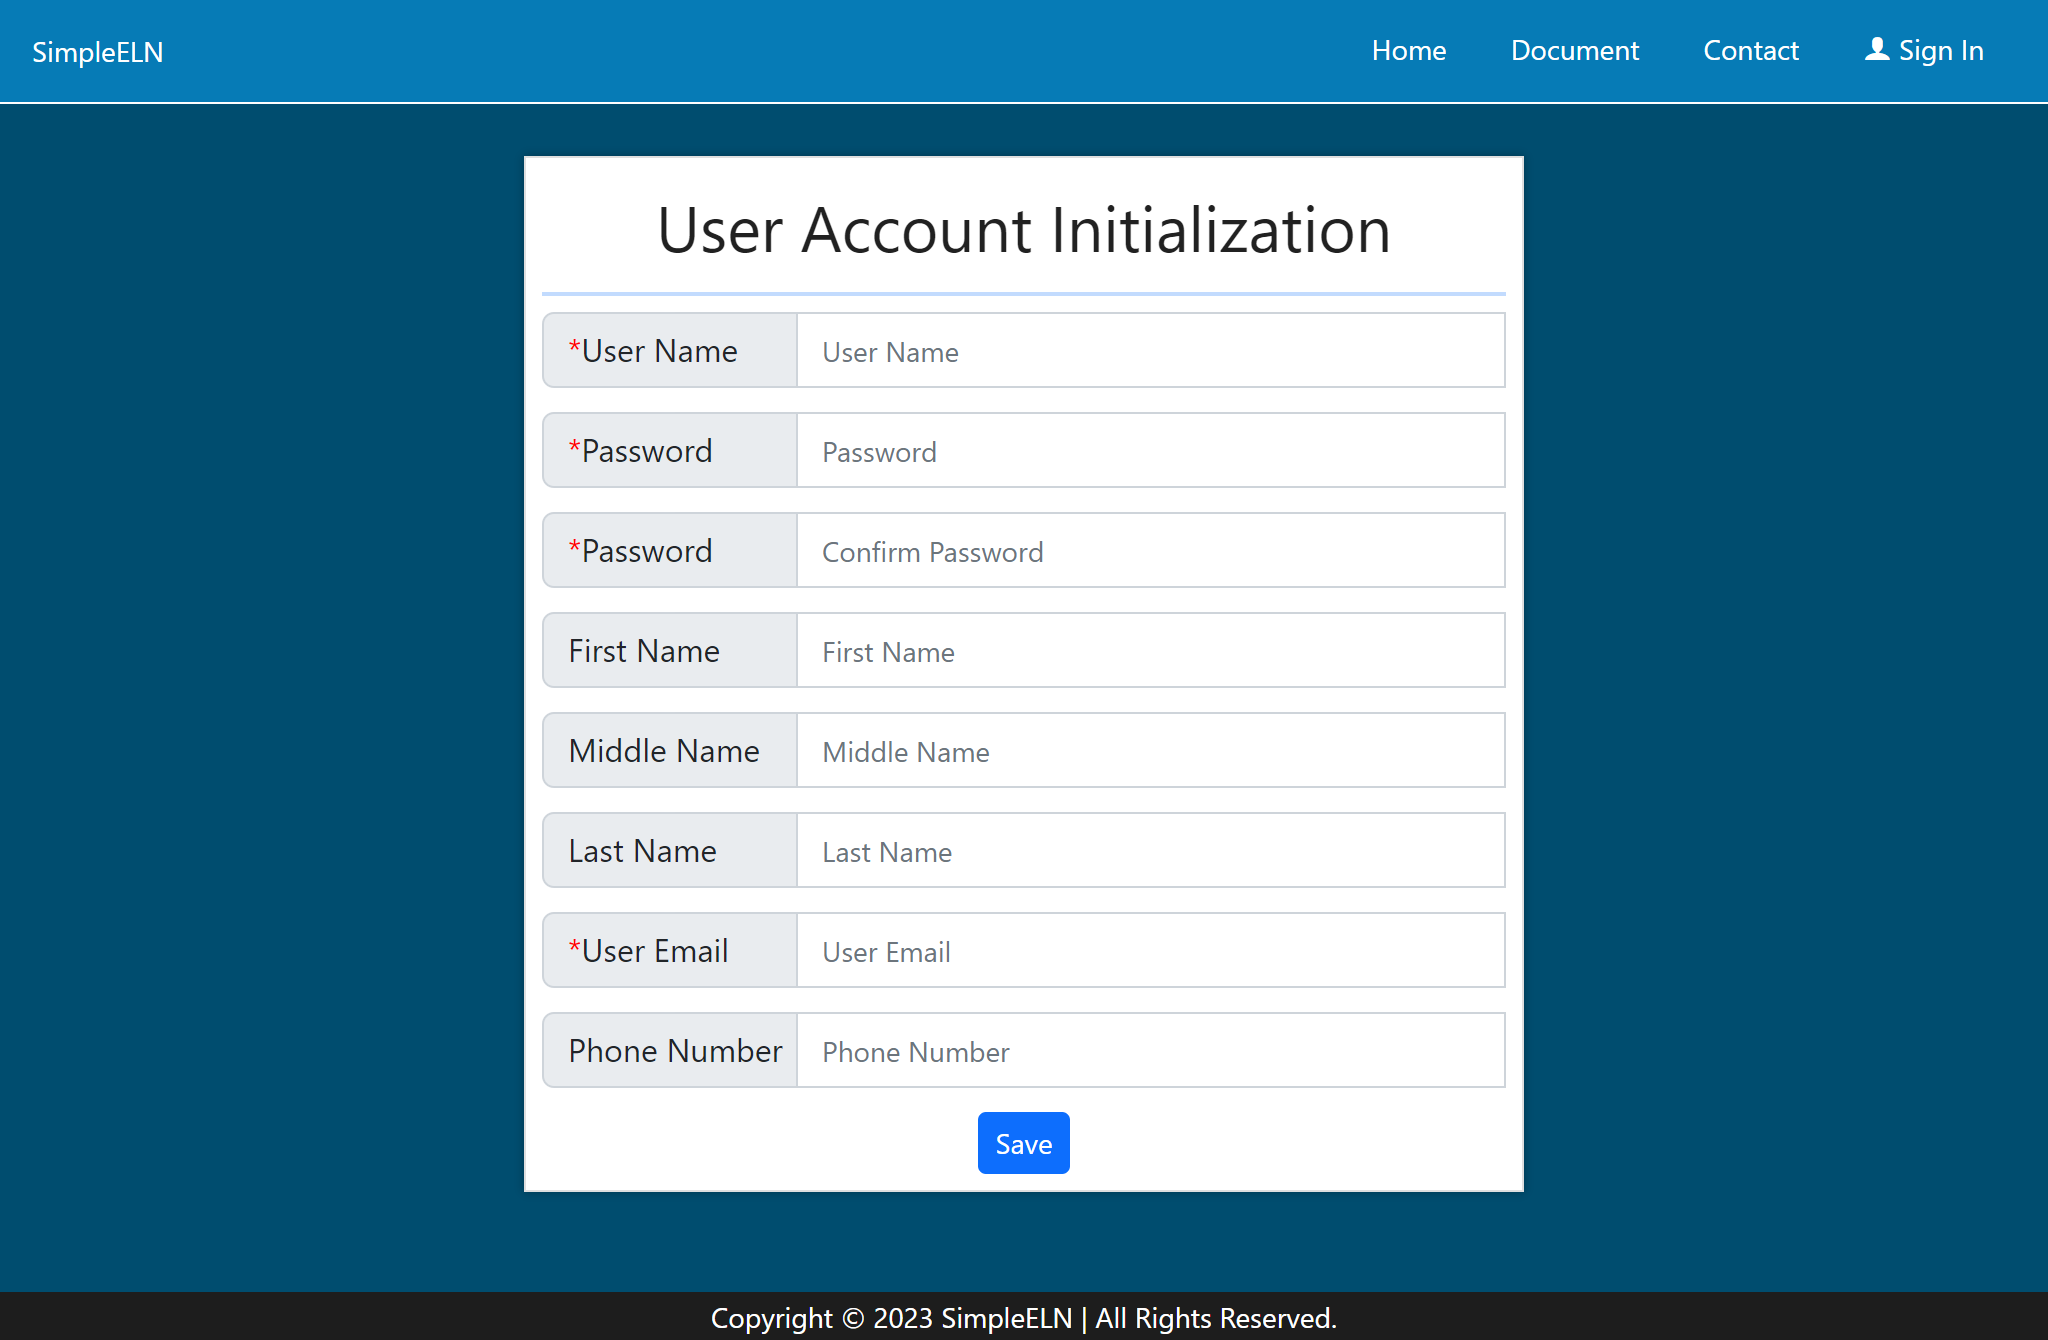 SimpleELN
Home
Document
Contact
Sign In
User Account Initialization
*User Name
User Name
*Password
Password
*Password
Confirm Password
First Name
First Name
Middle Name
Middle Name
Last Name
Last Name
*User Email
User Email
Phone Number
Phone Number
Save
Copyright © 2023 SimpleELN | All Rights Reserved.